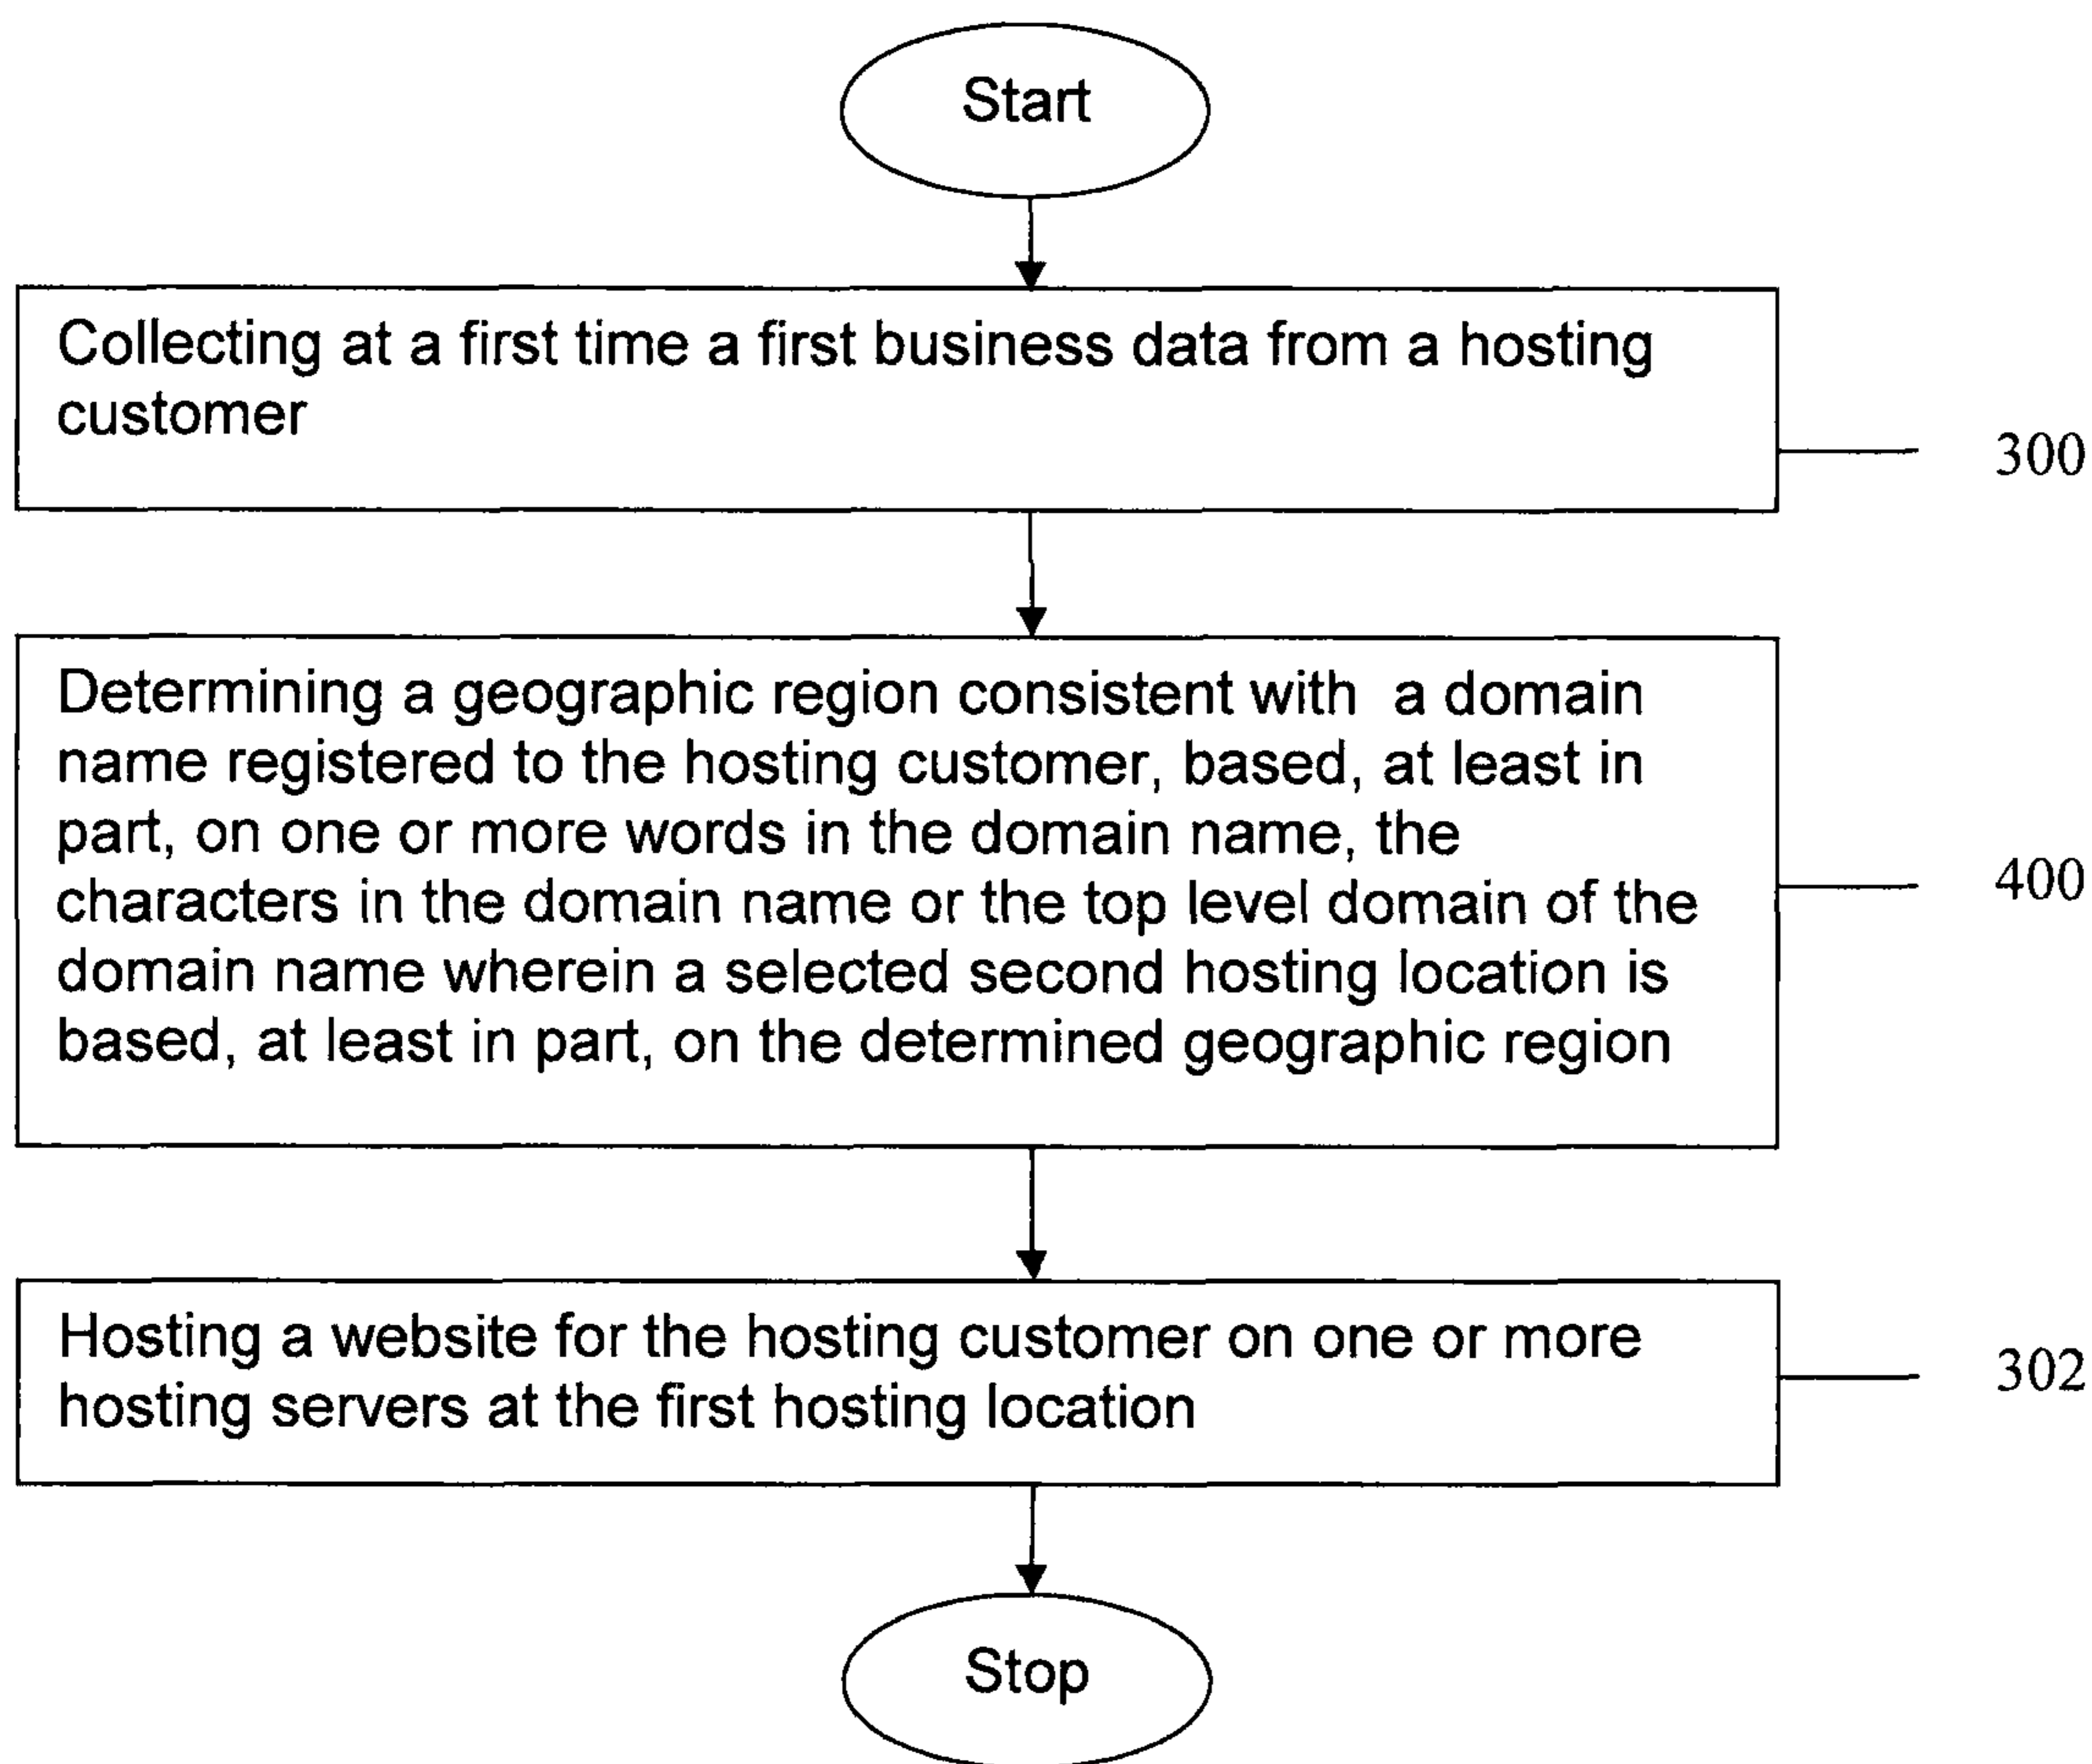 Start
Collecting at a first time a first business data from a hosting
customer
300
Determining a geographic region consistent with a domain
name registered to the hosting customer, based, at least in
part, on one or more words in the domain name, the
characters in the domain name or the top level domain of the
domain name wherein a selected second hosting location is
based, at least in part, on the determined geographic region
400
Hosting a website for the hosting customer on one or more
hosting servers at the first hosting location
302
Stop